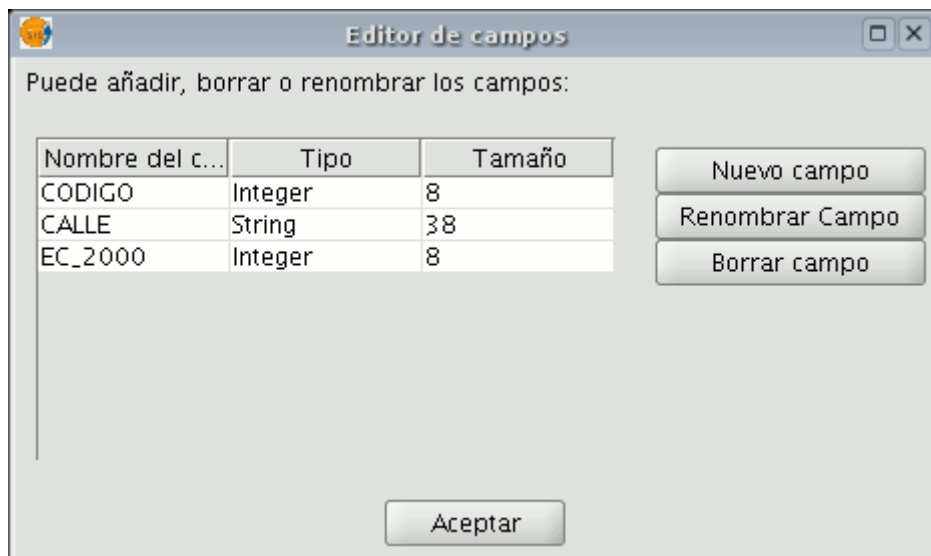 Editor de campos
Puede añadir, borrar o renombrar los campos:
Nombre del c... Tipo Tamaño
CODIGO Integer 8
CALLE String 38
EC_2000 Integer 8
Nuevo campo
Renombrar Campo
Borrar campo
Aceptar